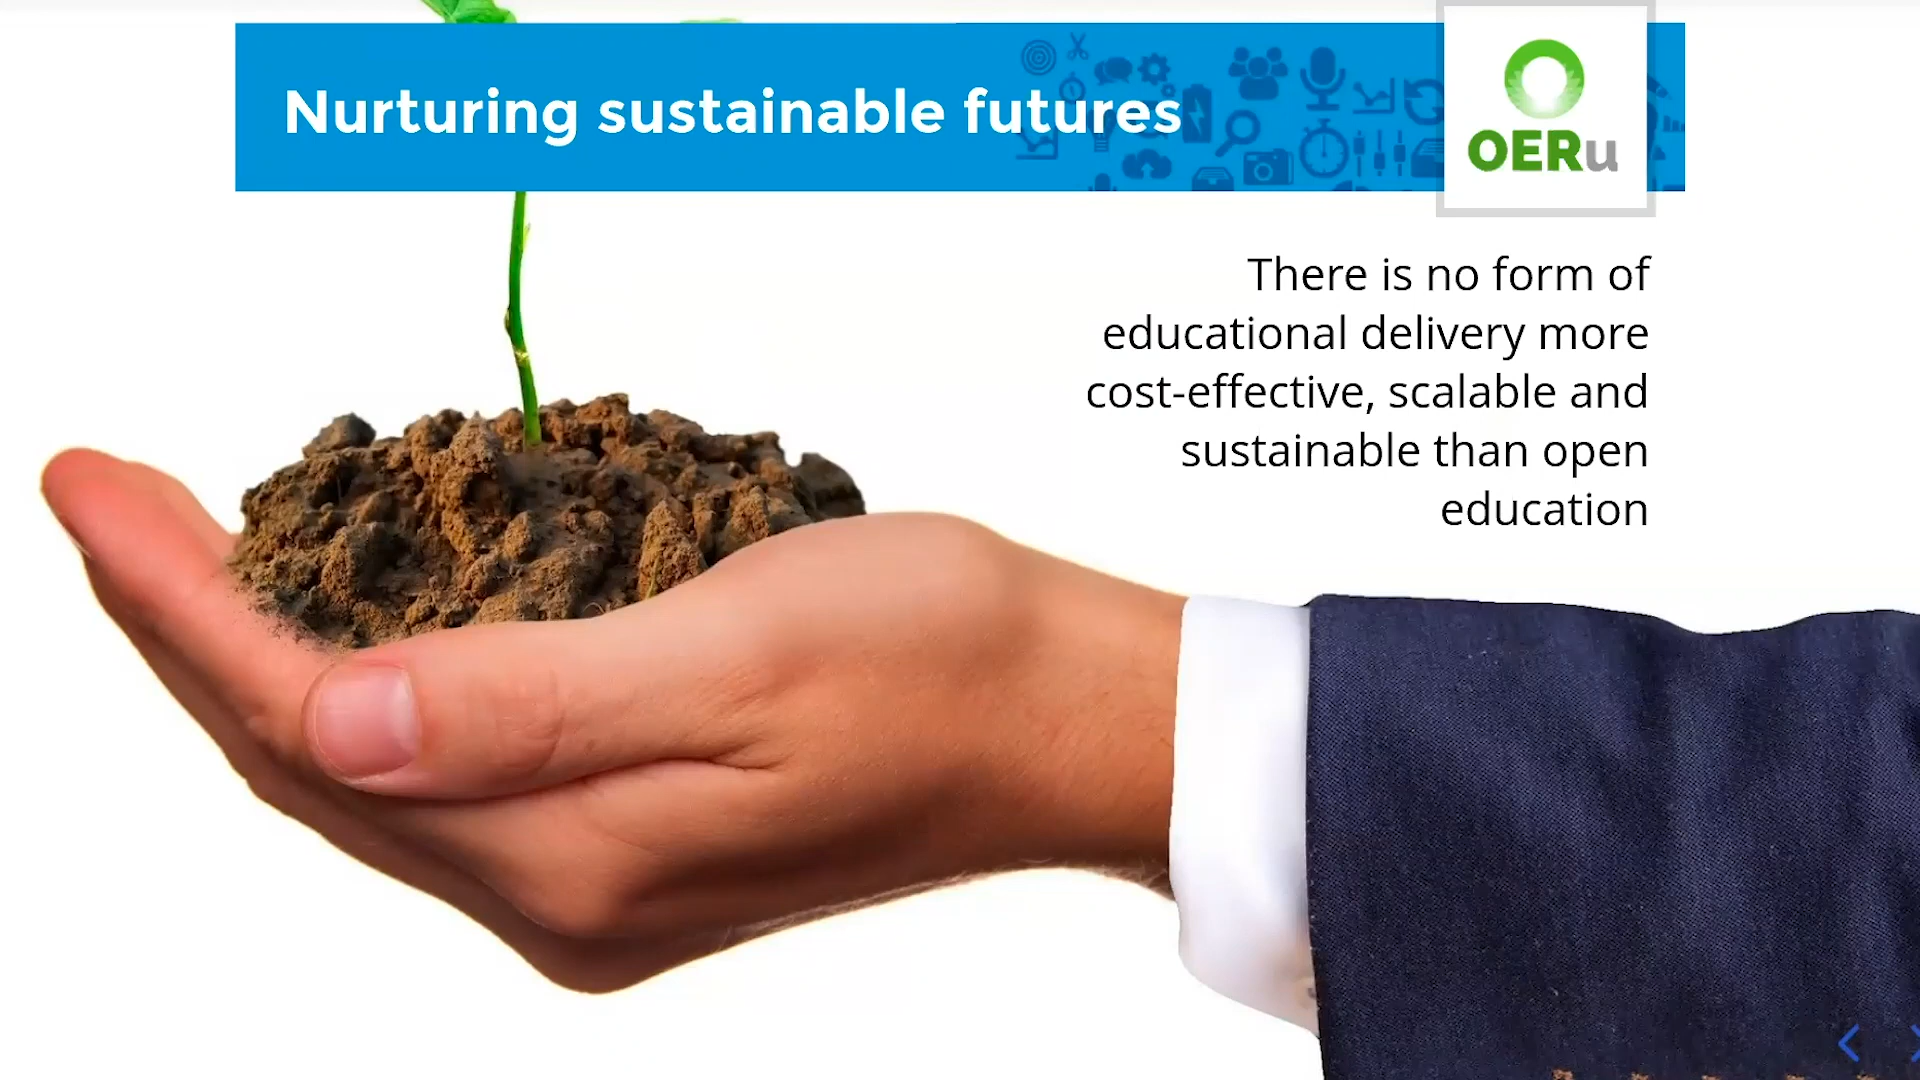 Nurturing sustainable futures
OERu
There is no form of
educational delivery more
cost-effective, scalable and
sustainable than open
education